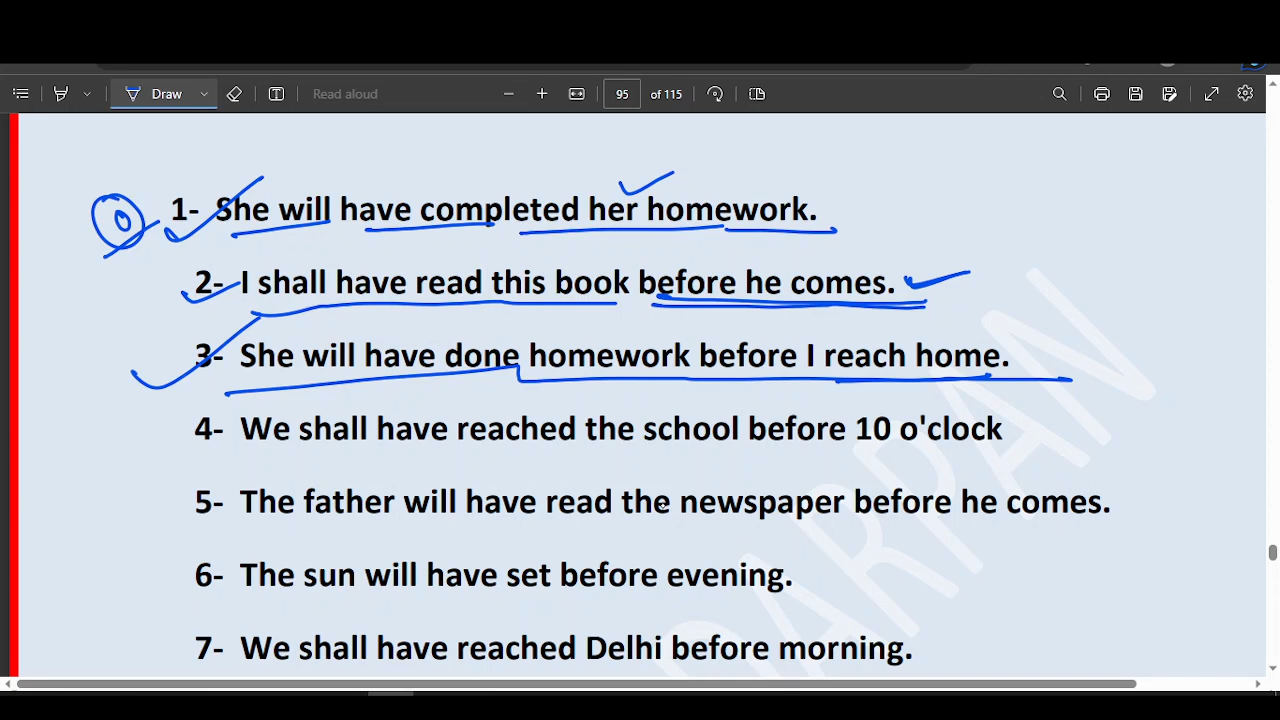 Draw
Read aloud
95 of 115
1- She will have completed her homework.
2- I shall have read this book before he comes.
3- She will have done homework before I reach home.
4- We shall have reached the school before 10 o'clock
5- The father will have read the newspaper before he comes.
6- The sun will have set before evening.
7- We shall have reached Delhi before morning.
DARPAN